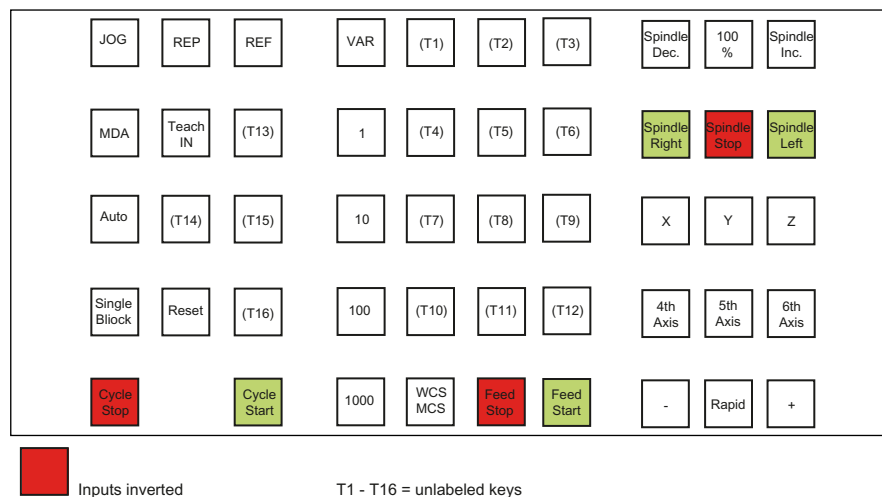 JOG
REP
REF
VAR
(T1)
(T2)
(T3)
Spindle
Dec.
100
%
Spindle
Inc.
MDA
Teach
IN
(T13)
1
(T4)
(T5)
(T6)
Spindle
Right
Spindle
Stop
Spindle
Left
Auto
(T14)
(T15)
10
(T7)
(T8)
(T9)
X
Y
Z
Single
Bliock
Reset
(T16)
100
(T10)
(T11)
(T12)
4th
Axis
5th
Axis
6th
Axis
Cycle
Stop
Cycle
Start
1000
WCS
MCS
Feed
Stop
Feed
Start
-
Rapid
+
Inputs inverted
T1 - T16 = unlabeled keys